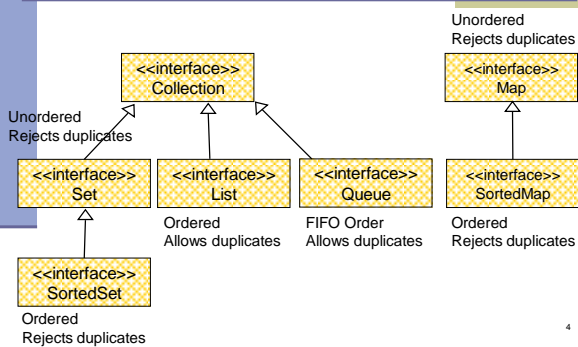 Unordered
Rejects duplicates
<<interface>>
Collection
<<interface>>
Map
Unordered
Rejects duplicates
<<interface>>
Set
<<interface>>
List
<<interface>>
Queue
<<interface>>
SortedMap
Ordered
Allows duplicates
FIFO Order
Allows duplicates
Ordered
Rejects duplicates
<<interface>>
SortedSet
Ordered
Rejects duplicates
4